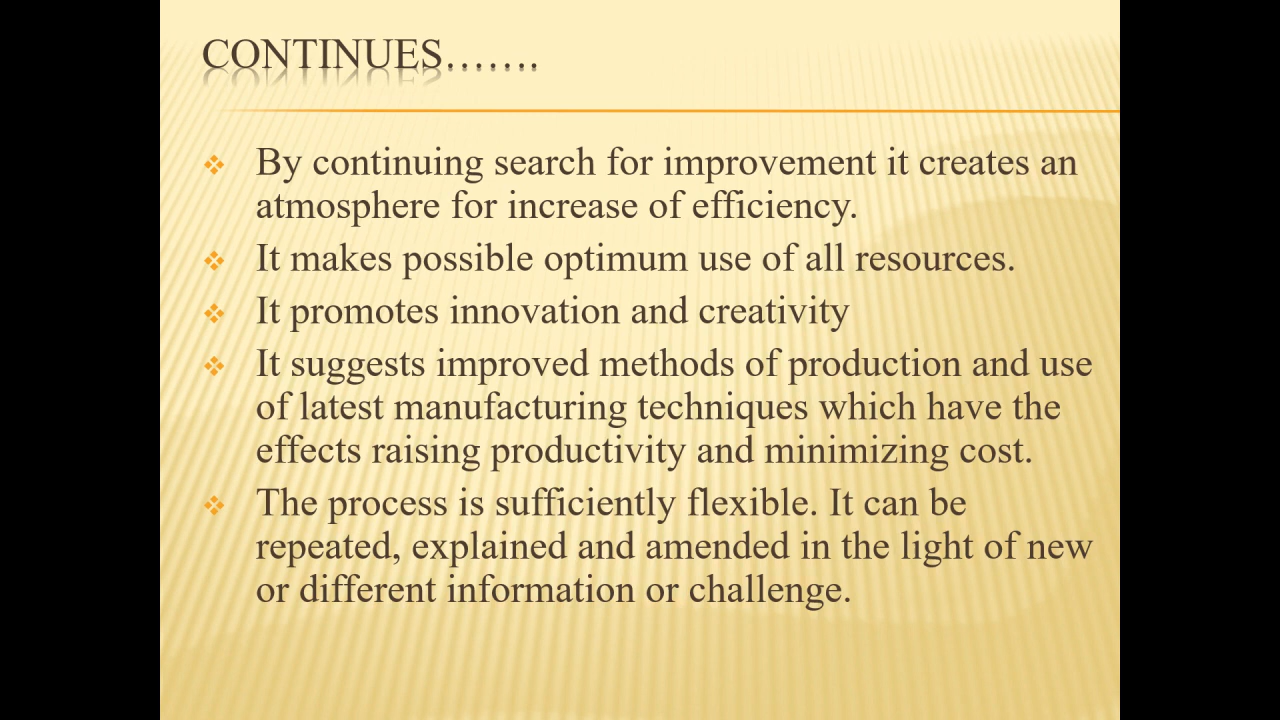 CONTINUES…….
By continuing search for improvement it creates an
atmosphere for increase of efficiency.
It makes possible optimum use of all resources.
It promotes innovation and creativity
It suggests improved methods of production and use
of latest manufacturing techniques which have the
effects raising productivity and minimizing cost.
The process is sufficiently flexible. It can be
repeated, explained and amended in the light of new
or different information or challenge.